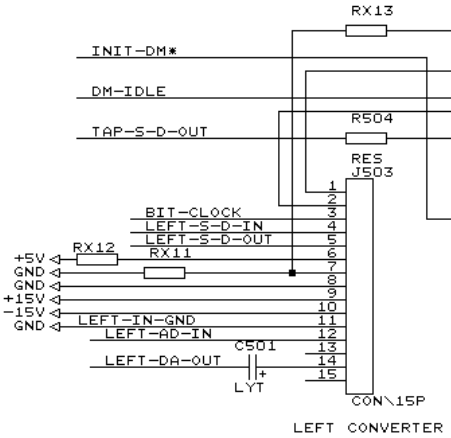 RX13
INIT-DM*
DM-IDLE
R504
TAP-S-D-OUT
RES
J503
1
2
BIT-CLOCK 3
LEFT-S-D-IN 4
LEFT-S-D-OUT 5
+5V RX12 RX11 6
GND 7
GND 8
+15V 9
-15V 10
GND LEFT-IN-GND 11
LEFT-AD-IN 12
C501 13
LEFT-DA-OUT 14
+ 15
LYT
CON\15P
LEFT CONVERTER